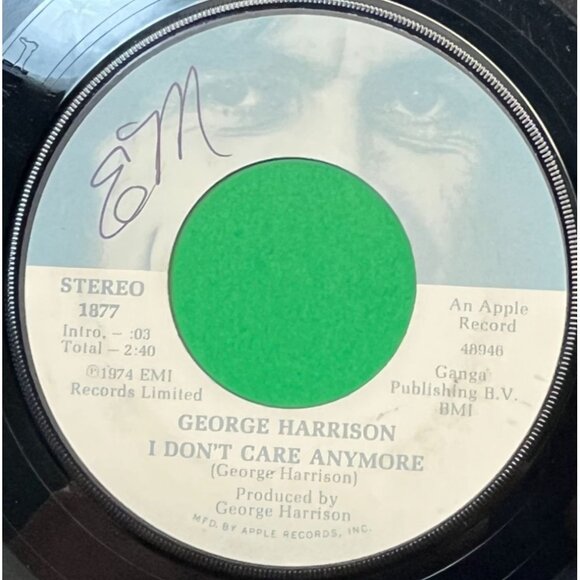 EM
STEREO
1877
Intro. - :03
Total - 2:40
℗1974 EMI
Records Limited
An Apple
Record
48946
Ganga
Publishing B.V.
BMI
GEORGE HARRISON
I DON'T CARE ANYMORE
(George Harrison)
Produced by
George Harrison
MFD. BY APPLE RECORDS, INC.